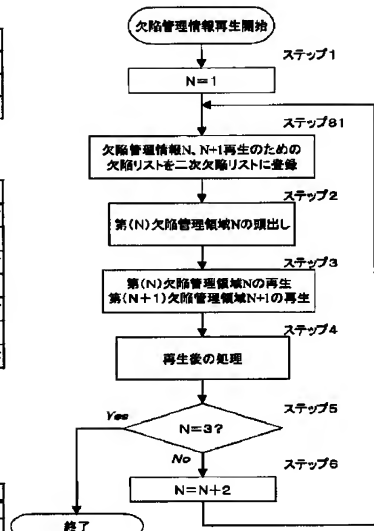 欠陥管理情報再生開始
ステップ1
N=1
ステップ81
欠陥管理情報N、N+1再生のための
欠陥リストを二次欠陥リストに登録
ステップ2
第(N)欠陥管理領域Nの頭出し
ステップ3
第(N)欠陥管理領域Nの再生
第(N+1)欠陥管理領域N+1の再生
ステップ4
再生後の処理
ステップ5
Yes
N=3?
No
ステップ6
N=N+2
終了